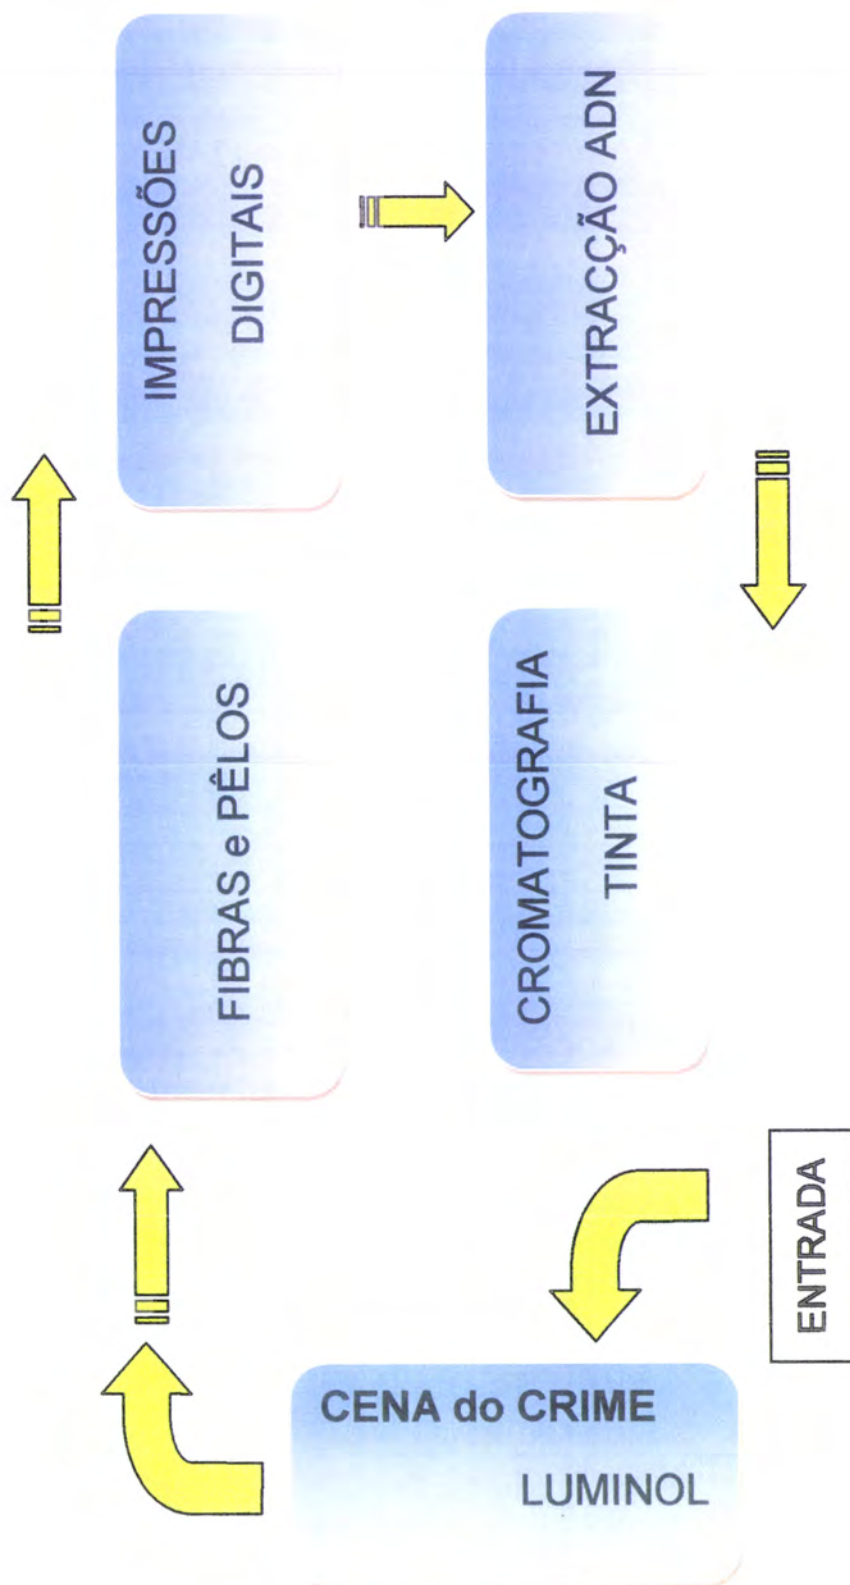 IMPRESSÕES
DIGITAIS
EXTRACÇÃO ADN
FIBRAS e PÊLOS
CROMATOGRAFIA
TINTA
ENTRADA
CENA do CRIME
LUMINOL